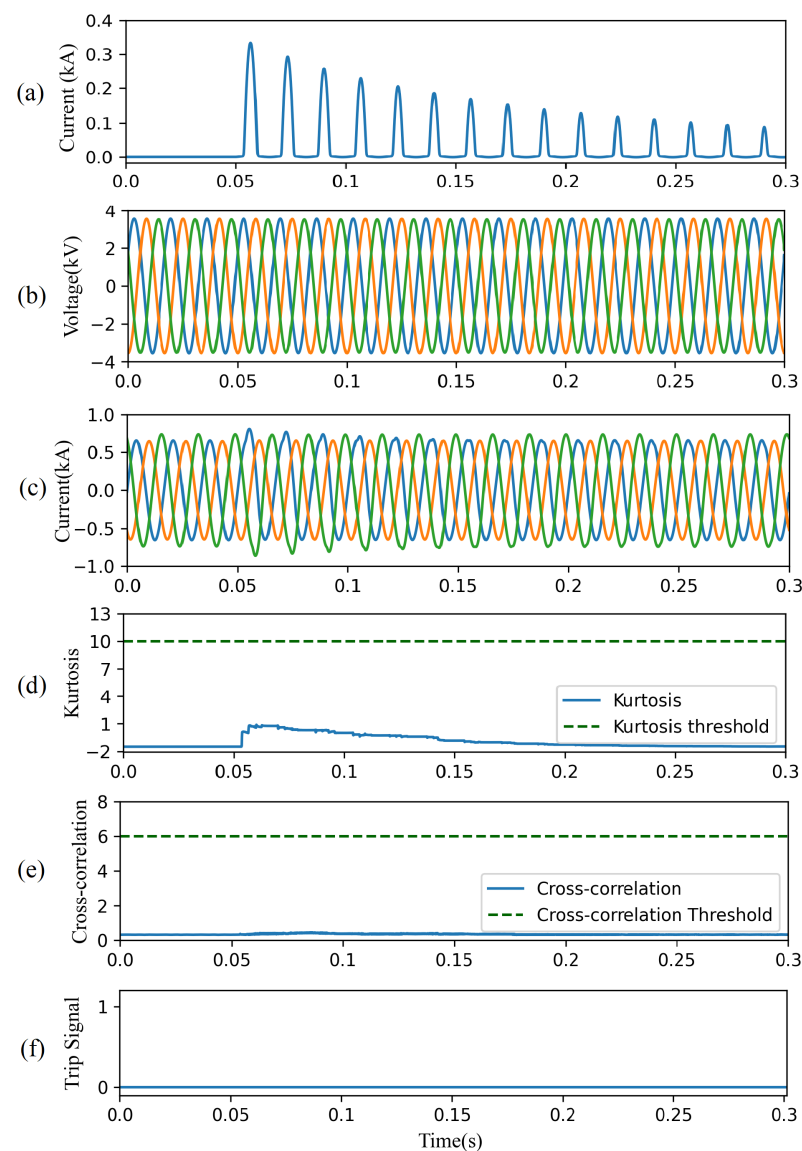 (a)
Current (kA)
0.4
0.3
0.2
0.1
0.0
0.0 0.05 0.1 0.15 0.2 0.25 0.3
(b)
Voltage(kV)
4
2
0
−2
−4
0.0 0.05 0.1 0.15 0.2 0.25 0.3
(c)
Current(kA)
1.0
0.5
0.0
−0.5
−1.0
0.0 0.05 0.1 0.15 0.2 0.25 0.3
(d)
Kurtosis
13
10
7
4
1
−2
Kurtosis
Kurtosis threshold
0.0 0.05 0.1 0.15 0.2 0.25 0.3
(e)
Cross-correlation
8
6
4
2
0
Cross-correlation
Cross-correlation Threshold
0.0 0.05 0.1 0.15 0.2 0.25 0.3
(f)
Trip Signal
1
0
0.0 0.05 0.1 0.15 0.2 0.25 0.3
Time(s)